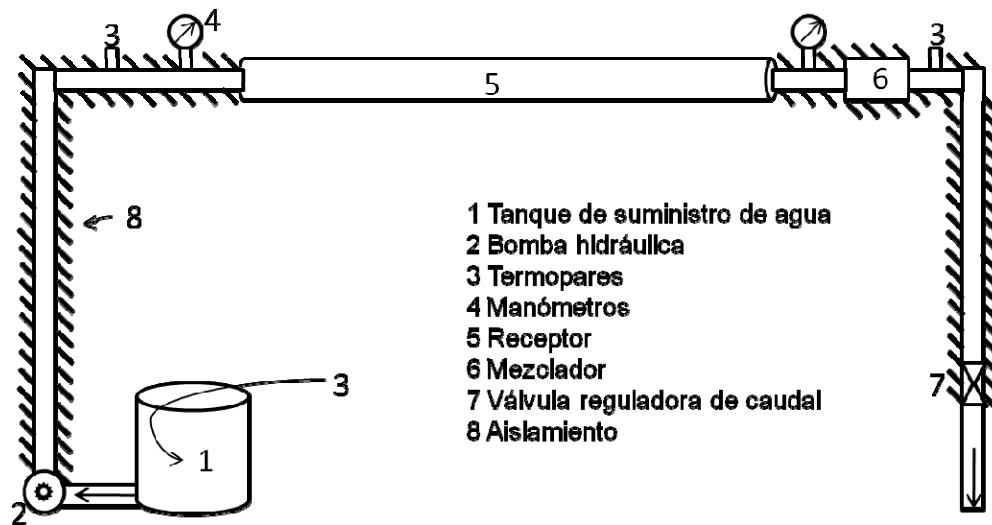 3
4
3
5
6
8
1 Tanque de suministro de agua
2 Bomba hidráulica
3 Termopares
4 Manómetros
5 Receptor
6 Mezclador
7 Válvula reguladora de caudal
8 Aislamiento
3
7
1
2